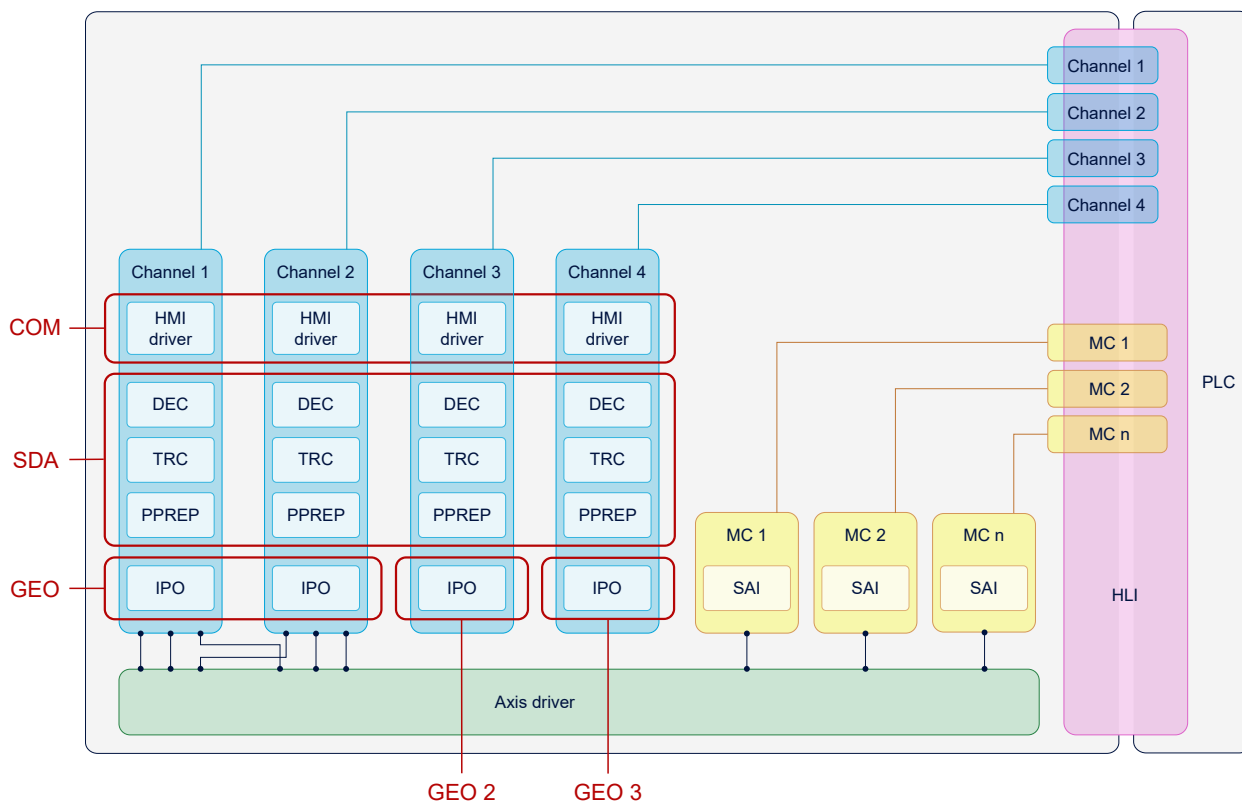 Channel 1
Channel 2
Channel 3
Channel 4
Channel 1
Channel 2
Channel 3
Channel 4
COM
HMI
driver
HMI
driver
HMI
driver
HMI
driver
MC 1
MC 2
MC n
PLC
SDA
DEC
DEC
DEC
DEC
TRC
TRC
TRC
TRC
PPREP
PPREP
PPREP
PPREP
MC 1
MC 2
MC n
GEO
IPO
IPO
IPO
IPO
SAI
SAI
SAI
HLI
Axis driver
GEO 2
GEO 3